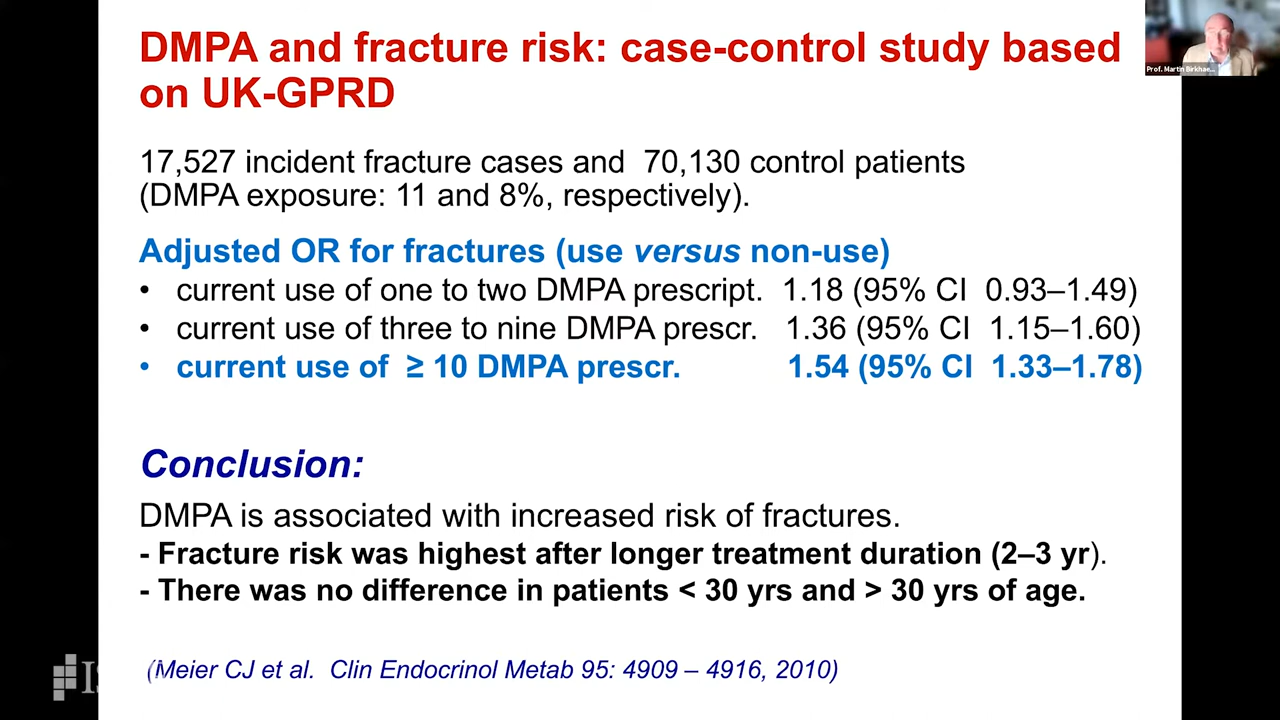 DMPA and fracture risk: case-control study based
on UK-GPRD
Prof. Martin Birkhae...
17,527 incident fracture cases and 70,130 control patients
(DMPA exposure: 11 and 8%, respectively).
Adjusted OR for fractures (use versus non-use)
• current use of one to two DMPA prescript. 1.18 (95% CI 0.93–1.49)
• current use of three to nine DMPA prescr. 1.36 (95% CI 1.15–1.60)
• current use of ≥ 10 DMPA prescr. 1.54 (95% CI 1.33–1.78)
Conclusion:
DMPA is associated with increased risk of fractures.
- Fracture risk was highest after longer treatment duration (2–3 yr).
- There was no difference in patients < 30 yrs and > 30 yrs of age.
(Meier CJ et al. Clin Endocrinol Metab 95: 4909 – 4916, 2010)